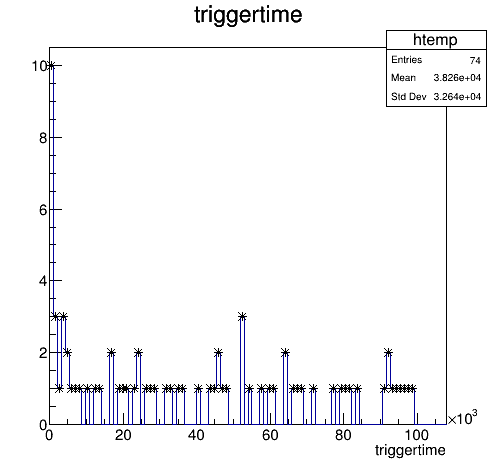 triggertime
htemp
Entries 74
Mean 3.826e+04
Std Dev 3.264e+04
10
8
6
4
2
0
0 20 40 60 80 100 ×10³
triggertime